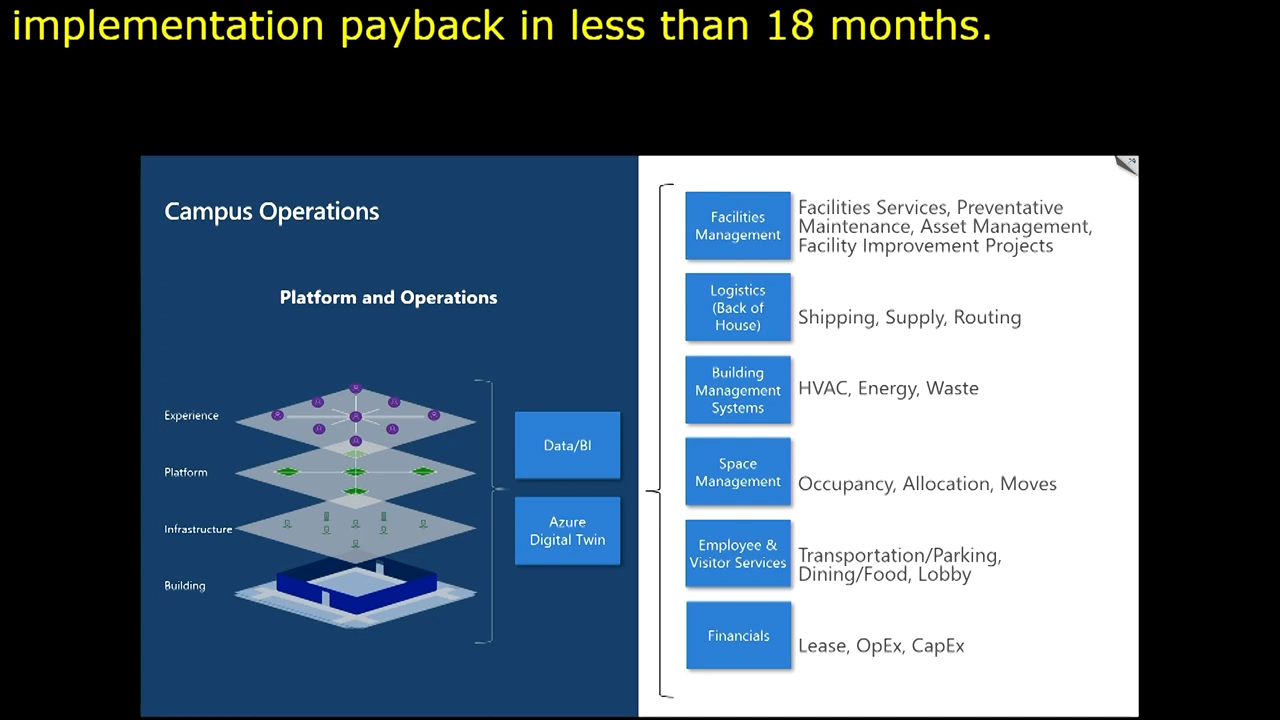 implementation payback in less than 18 months.
29
Campus Operations
Platform and Operations
Experience
Platform
Infrastructure
Building
Data/BI
Azure
Digital Twin
Facilities
Management
Facilities Services, Preventative
Maintenance, Asset Management,
Facility Improvement Projects
Logistics
(Back of
House)
Shipping, Supply, Routing
Building
Management
Systems
HVAC, Energy, Waste
Space
Management
Occupancy, Allocation, Moves
Employee &
Visitor Services
Transportation/Parking,
Dining/Food, Lobby
Financials
Lease, OpEx, CapEx